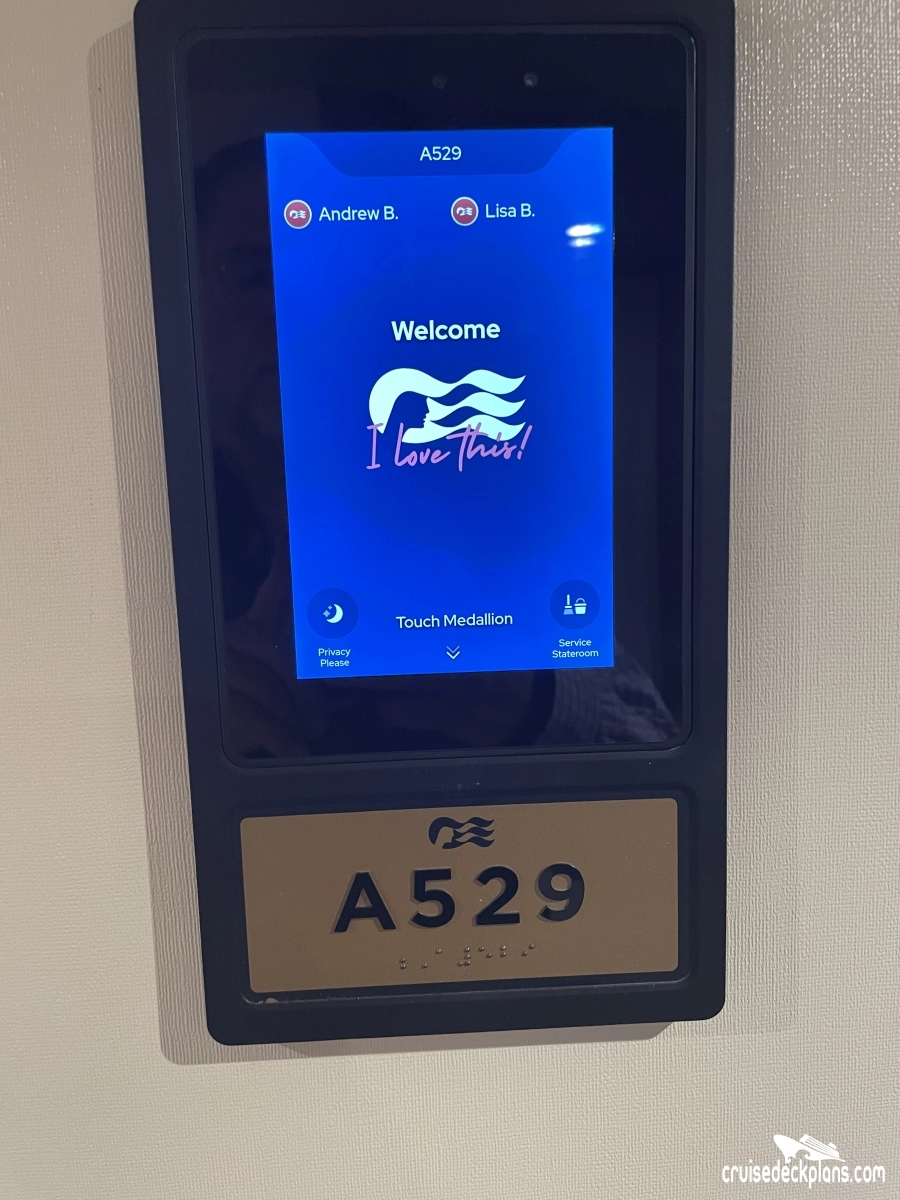 A529
Andrew B.
Lisa B.
Welcome
I love this!
Touch Medallion
Privacy
Please
Service
Stateroom
A529
cruisedeckplans.com